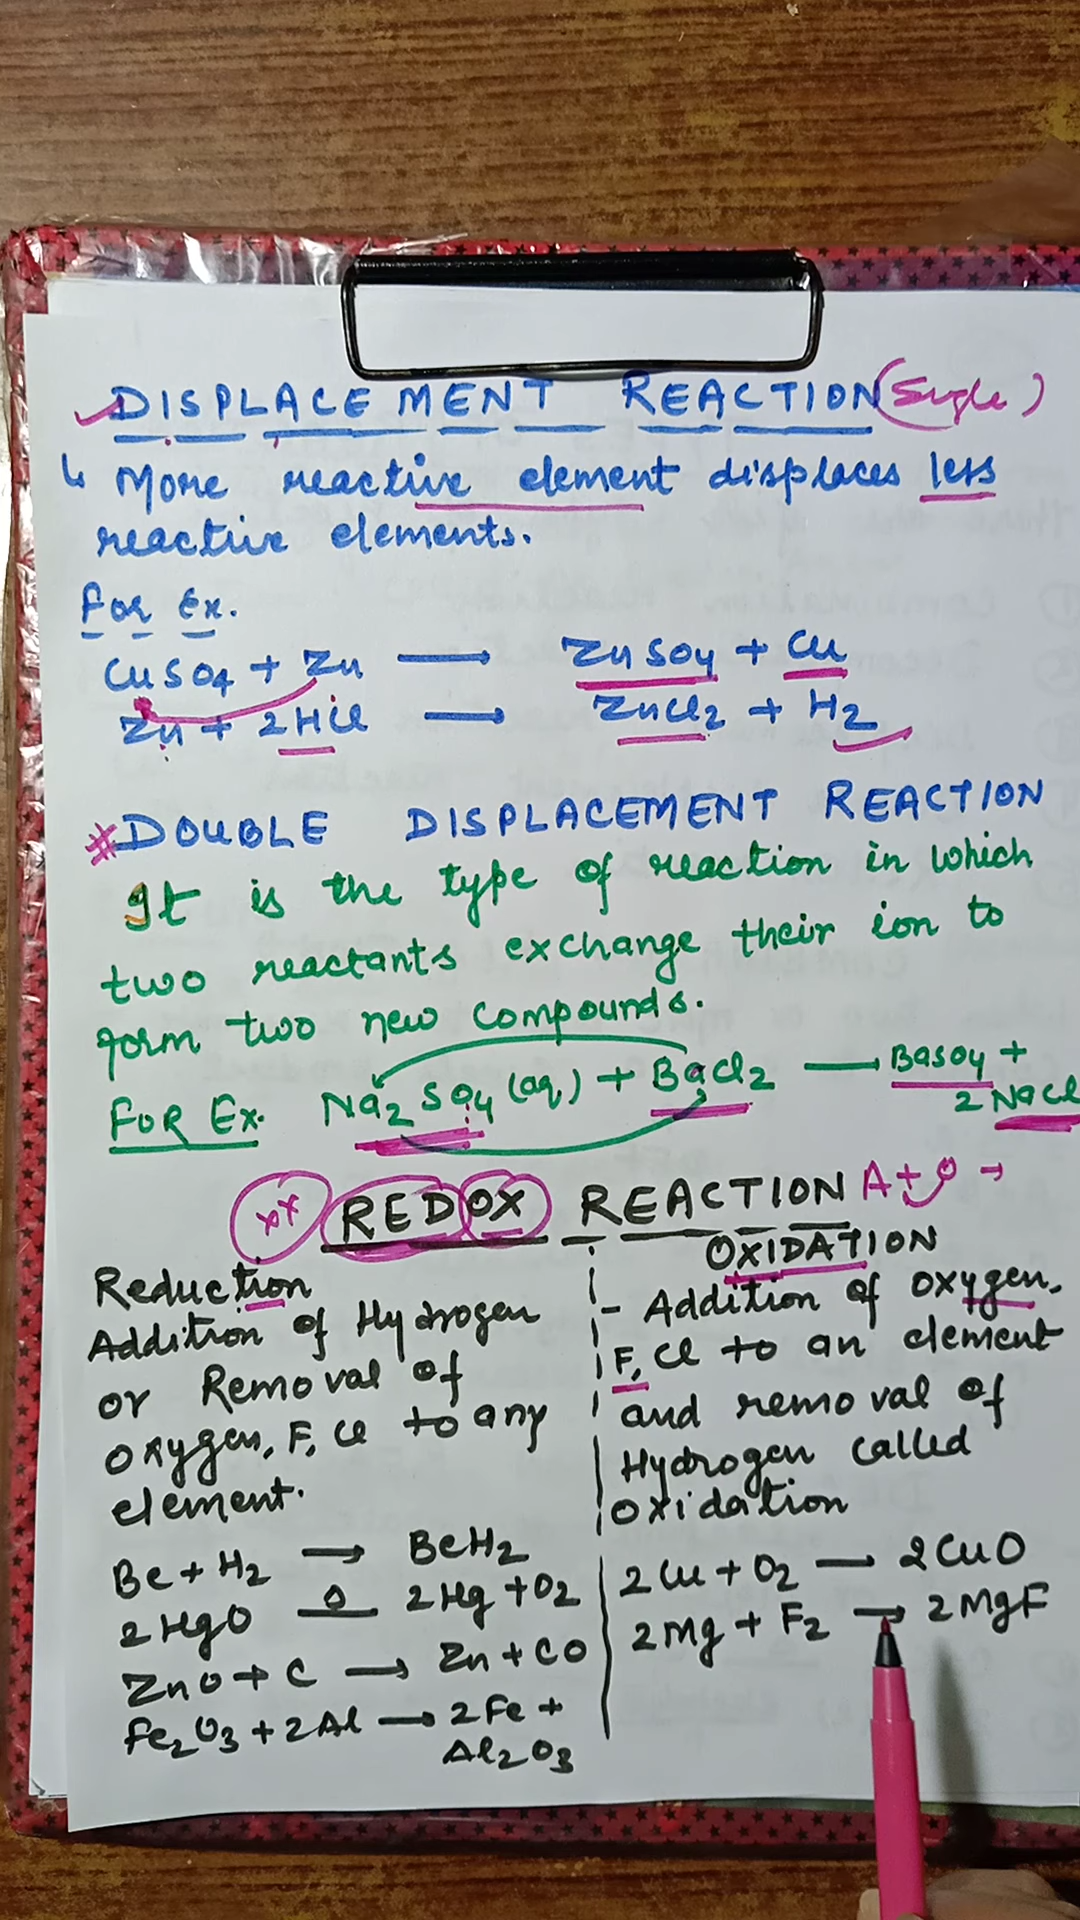 DISPLACEMENT REACTION (Single)
↳ More reactive element displaces less
reactive elements.
For Ex.
CuSO4 + Zn ⟶ ZnSO4 + Cu
Zn + 2HCl ⟶ ZnCl2 + H2
* DOUBLE DISPLACEMENT REACTION
It is the type of reaction in which
two reactants exchange their ion to
form two new compounds.
FOR Ex. Na2SO4 (aq) + BaCl2 ⟶ BaSO4 +
2NaCl
xx REDOX REACTION A + O →
Reduction
Addition of Hydrogen
or Removal of
oxygen, F, Cl to any
element.
Be + H2 → BeH2
2HgO Δ 2Hg + O2
ZnO + C → Zn + CO
Fe2O3 + 2Al → 2Fe +
Al2O3
OXIDATION
- Addition of oxygen,
F, Cl to an element
and removal of
Hydrogen called
oxidation
2Cu + O2 → 2CuO
2Mg + F2 → 2MgF